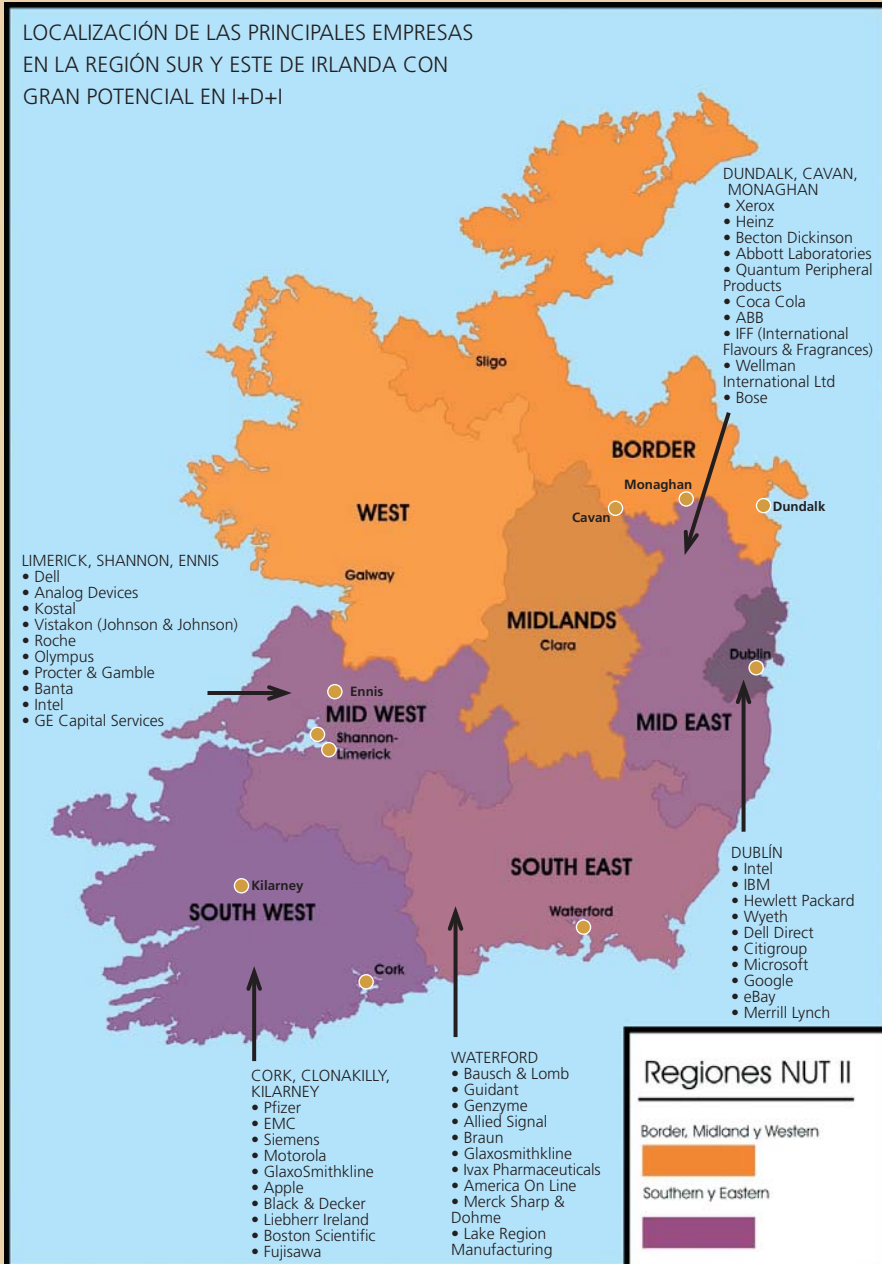 LOCALIZACIÓN DE LAS PRINCIPALES EMPRESAS
EN LA REGIÓN SUR Y ESTE DE IRLANDA CON
GRAN POTENCIAL EN I+D+I
DUNDALK, CAVAN,
MONAGHAN
• Xerox
• Heinz
• Becton Dickinson
• Abbott Laboratories
• Quantum Peripheral
Products
• Coca Cola
• ABB
• IFF (International
Flavours & Fragrances)
• Wellman
International Ltd
• Bose
Sligo
BORDER
Monaghan
Cavan
Dundalk
WEST
Galway
MIDLANDS
Clara
Dublin
MID EAST
LIMERICK, SHANNON, ENNIS
• Dell
• Analog Devices
• Kostal
• Vistakon (Johnson & Johnson)
• Roche
• Olympus
• Procter & Gamble
• Banta
• Intel
• GE Capital Services
Ennis
MID WEST
Shannon-
Limerick
SOUTH EAST
Waterford
Kilarney
SOUTH WEST
Cork
DUBLÍN
• Intel
• IBM
• Hewlett Packard
• Wyeth
• Dell Direct
• Citigroup
• Microsoft
• Google
• eBay
• Merrill Lynch
CORK, CLONAKILLY,
KILARNEY
• Pfizer
• EMC
• Siemens
• Motorola
• GlaxoSmithkline
• Apple
• Black & Decker
• Liebherr Ireland
• Boston Scientific
• Fujisawa
WATERFORD
• Bausch & Lomb
• Guidant
• Genzyme
• Allied Signal
• Braun
• Glaxosmithkline
• Ivax Pharmaceuticals
• America On Line
• Merck Sharp &
Dohme
• Lake Region
Manufacturing
Regiones NUT II
Border, Midland y Western
Southern y Eastern